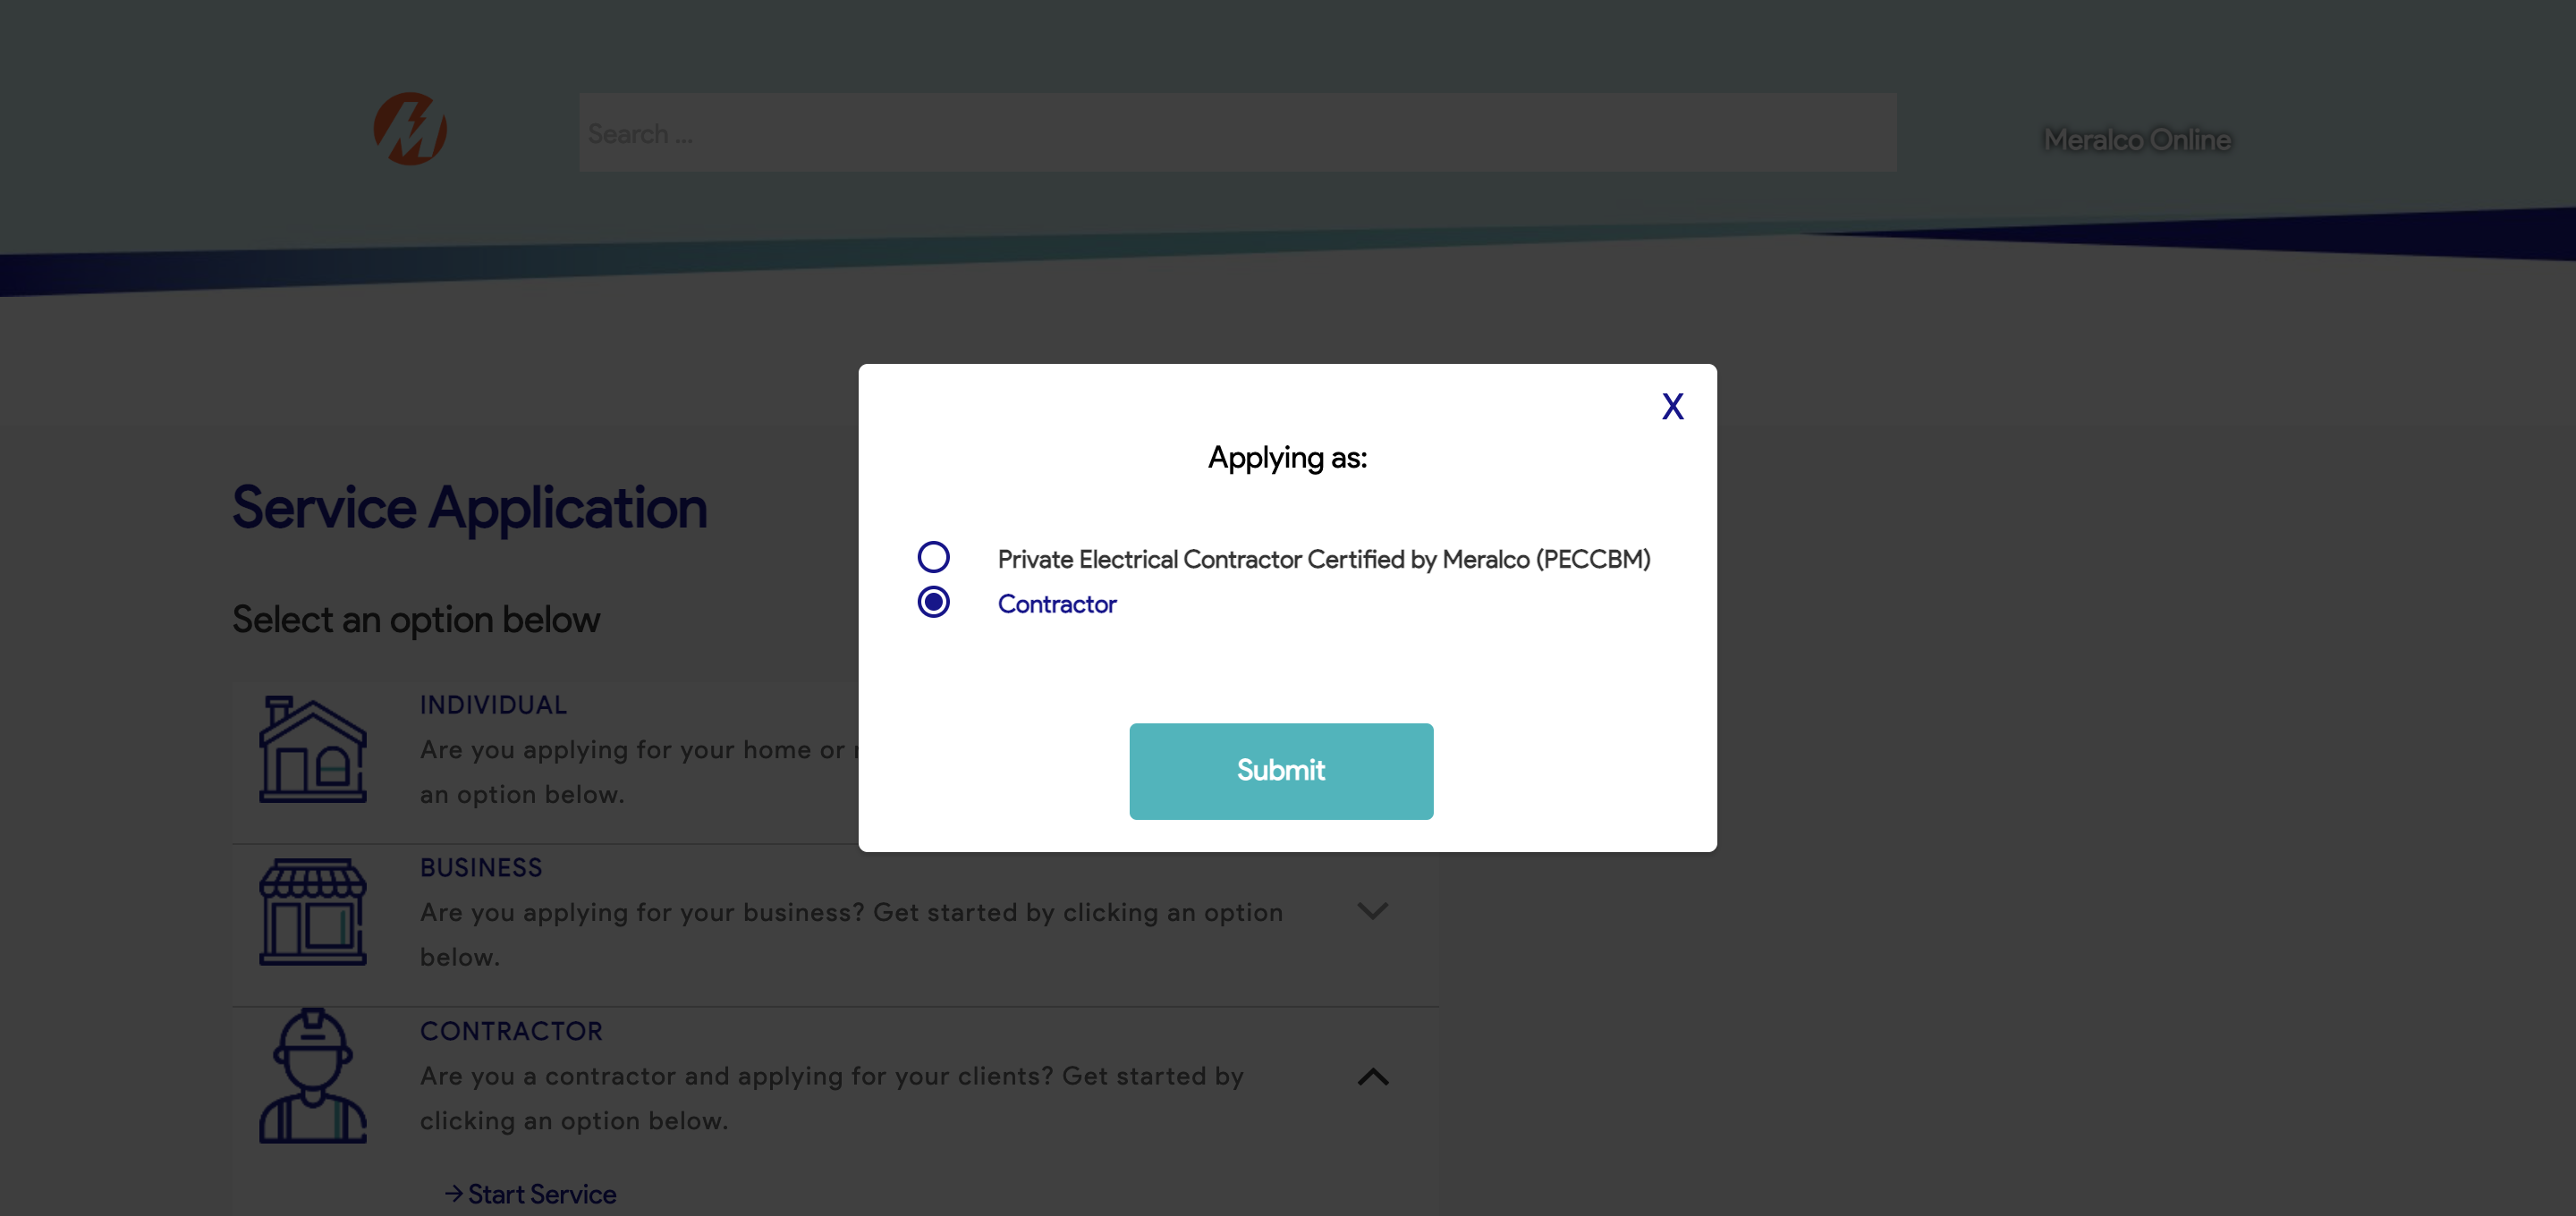 Search ...
Meralco Online
X
Applying as:
Private Electrical Contractor Certified by Meralco (PECCBM)
Contractor
Submit
Service Application
Select an option below
INDIVIDUAL
Are you applying for your home or
an option below.
BUSINESS
Are you applying for your business? Get started by clicking an option
below.
CONTRACTOR
Are you a contractor and applying for your clients? Get started by
clicking an option below.
→ Start Service